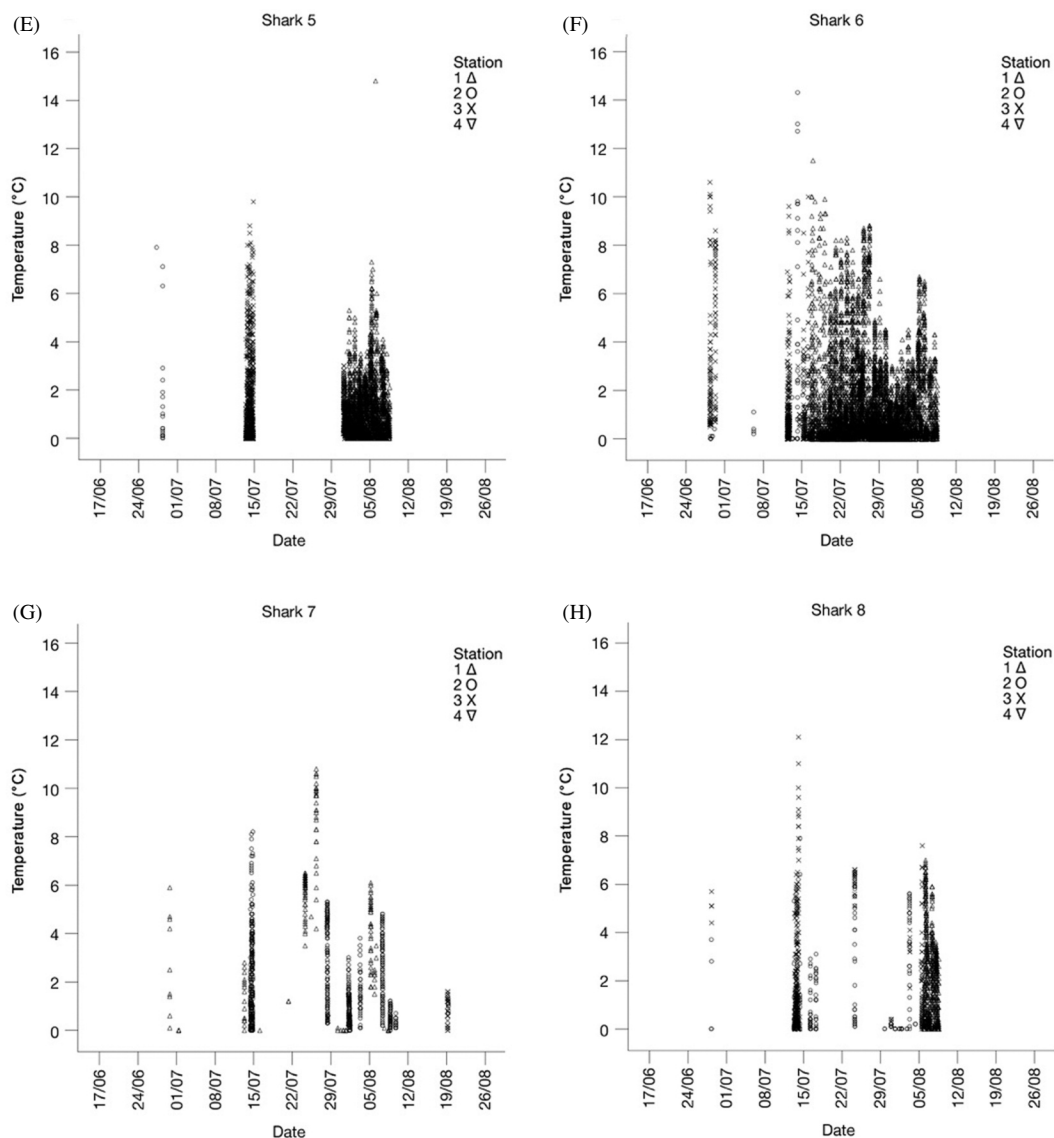 (E)
Shark 5
Station
1 Δ
2 O
3 X
4 ∇
16
14
12
10
8
6
4
2
0
Temperature (°C)
17/06
24/06
01/07
08/07
15/07
22/07
29/07
05/08
12/08
19/08
26/08
Date
(F)
Shark 6
Station
1 Δ
2 O
3 X
4 ∇
16
14
12
10
8
6
4
2
0
Temperature (°C)
17/06
24/06
01/07
08/07
15/07
22/07
29/07
05/08
12/08
19/08
26/08
Date
(G)
Shark 7
Station
1 Δ
2 O
3 X
4 ∇
16
14
12
10
8
6
4
2
0
Temperature (°C)
17/06
24/06
01/07
08/07
15/07
22/07
29/07
05/08
12/08
19/08
26/08
Date
(H)
Shark 8
Station
1 Δ
2 O
3 X
4 ∇
16
14
12
10
8
6
4
2
0
Temperature (°C)
17/06
24/06
01/07
08/07
15/07
22/07
29/07
05/08
12/08
19/08
26/08
Date